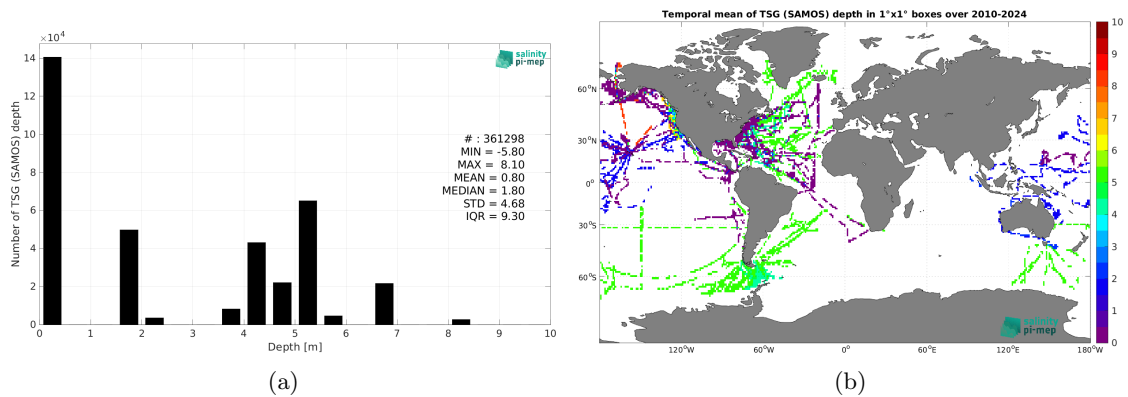 ×10⁴
14
12
10
8
6
4
2
0
Number of TSG (SAMOS) depth
salinity
pi-mep
# : 361298
MIN = -5.80
MAX = 8.10
MEAN = 0.80
MEDIAN = 1.80
STD = 4.68
IQR = 9.30
0 1 2 3 4 5 6 7 8 9 10
Depth [m]
(a)
Temporal mean of TSG (SAMOS) depth in 1°x1° boxes over 2010-2024
60°N
30°N
0°
30°S
60°S
120°W 60°W 0° 60°E 120°E 180°W
salinity
pi-mep
10
9
8
7
6
5
4
3
2
1
0
(b)